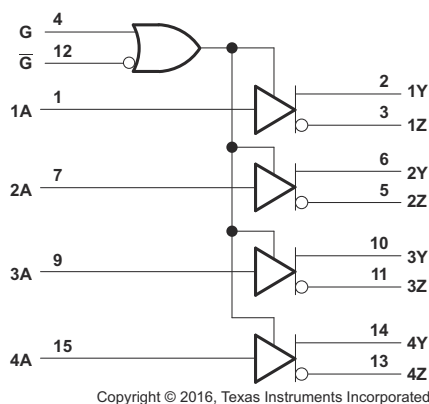 G 4
G̅ 12
1A 1
2 1Y
3 1Z
2A 7
6 2Y
5 2Z
3A 9
10 3Y
11 3Z
4A 15
14 4Y
13 4Z
Copyright © 2016, Texas Instruments Incorporated